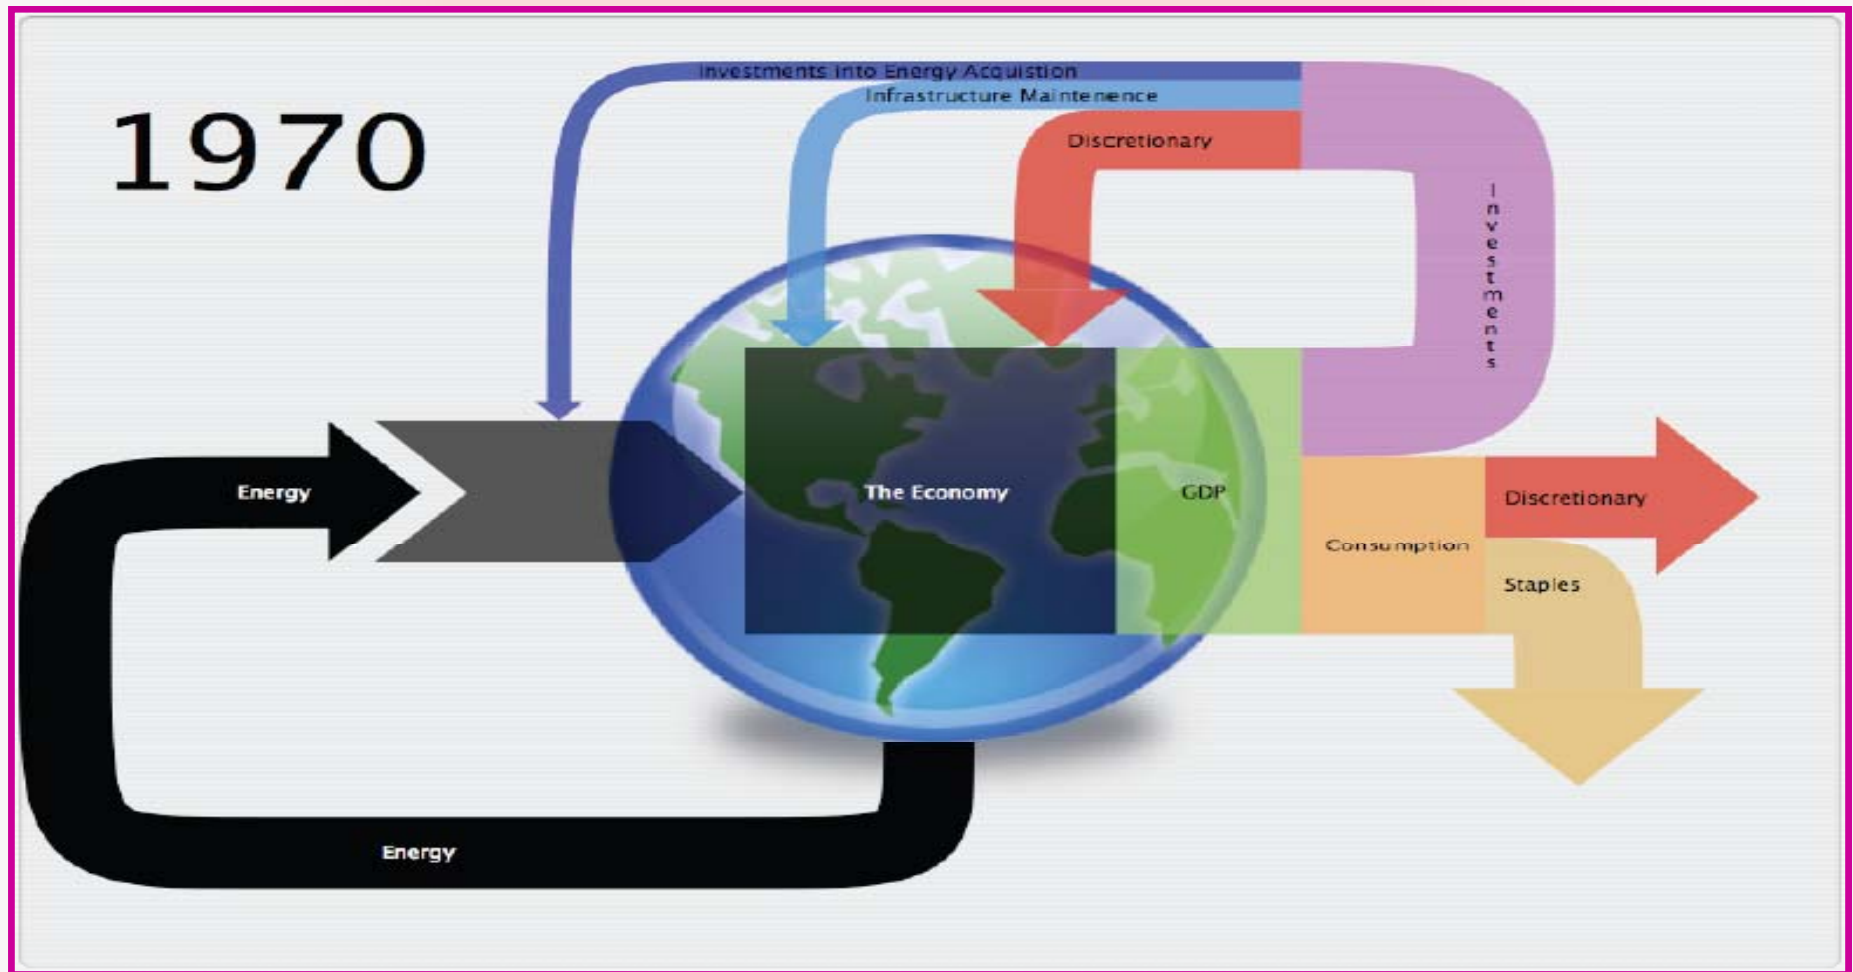 Investments Into Energy Acquistion
Infrastructure Maintenence
1970
Discretionary
Investments
Energy
The Economy
GDP
Discretionary
Consumption
Staples
Energy